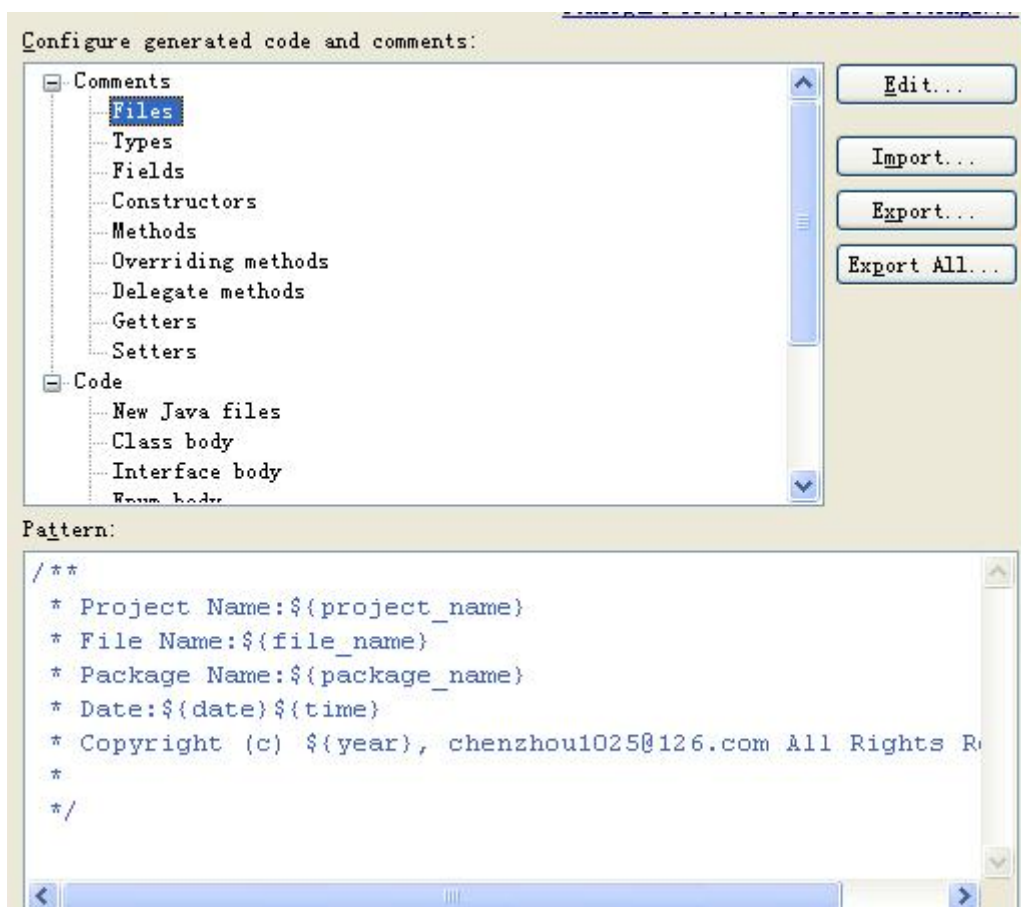 Configure generated code and comments:
Comments
Files
Types
Fields
Constructors
Methods
Overriding methods
Delegate methods
Getters
Setters
Code
New Java files
Class body
Interface body
Enum body
Edit...
Import...
Export...
Export All...
Pattern:
/**
* Project Name:${project_name}
* File Name:${file_name}
* Package Name:${package_name}
* Date:${date}${time}
* Copyright (c) ${year}, chenzhou1025@126.com All Rights R
*
*/